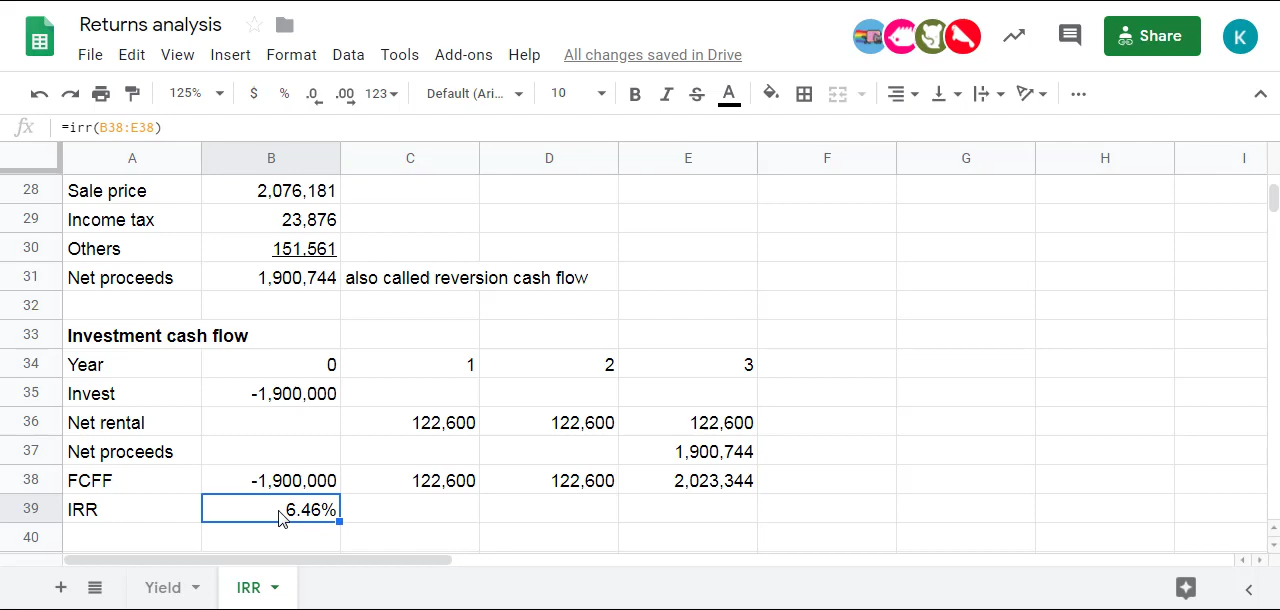 Returns analysis
File Edit View Insert Format Data Tools Add-ons Help All changes saved in Drive
Share
K
125% $ % .0 .00 123 Default (Ari... 10 B I S A
fx =irr(B38:E38)
A B C D E F G H I
28 Sale price 2,076,181
29 Income tax 23,876
30 Others 151.561
31 Net proceeds 1,900,744 also called reversion cash flow
32
33 Investment cash flow
34 Year 0 1 2 3
35 Invest -1,900,000
36 Net rental 122,600 122,600 122,600
37 Net proceeds 1,900,744
38 FCFF -1,900,000 122,600 122,600 2,023,344
39 IRR 6.46%
40
Yield IRR